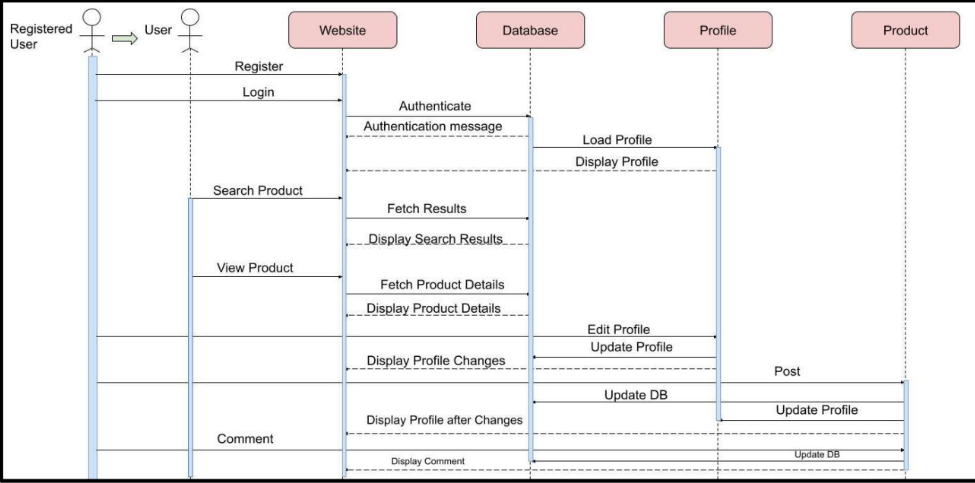 Registered
User
User
Website
Database
Profile
Product
Register
Login
Authenticate
Authentication message
Load Profile
Display Profile
Search Product
Fetch Results
Display Search Results
View Product
Fetch Product Details
Display Product Details
Edit Profile
Update Profile
Display Profile Changes
Post
Update DB
Update Profile
Display Profile after Changes
Comment
Update DB
Display Comment